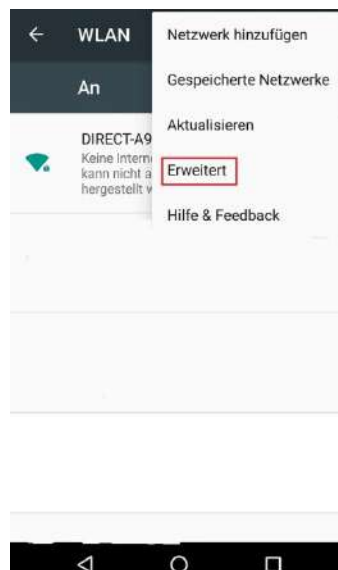 WLAN
An
DIRECT-A9
Keine Intern
kann nicht a
hergestellt
Netzwerk hinzufügen
Gespeicherte Netzwerke
Aktualisieren
Erweitert
Hilfe & Feedback